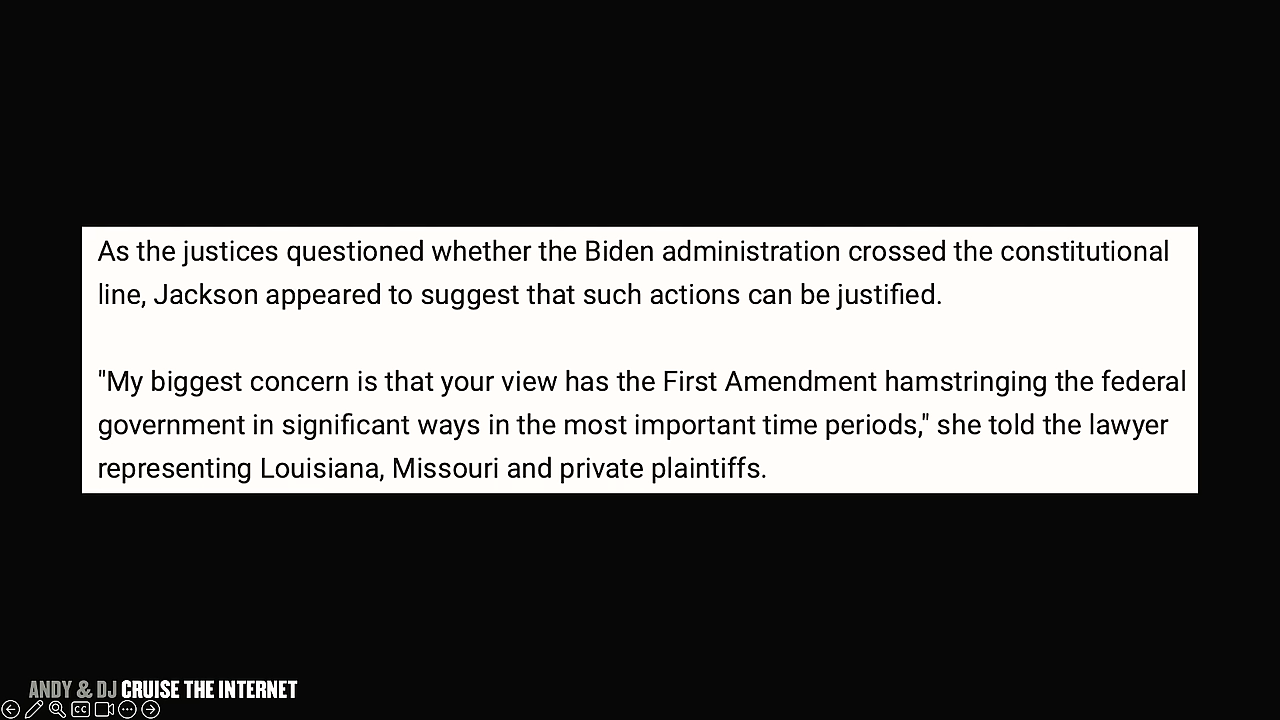 As the justices questioned whether the Biden administration crossed the constitutional
line, Jackson appeared to suggest that such actions can be justified.
"My biggest concern is that your view has the First Amendment hamstringing the federal
government in significant ways in the most important time periods," she told the lawyer
representing Louisiana, Missouri and private plaintiffs.
ANDY & DJ CRUISE THE INTERNET
CC